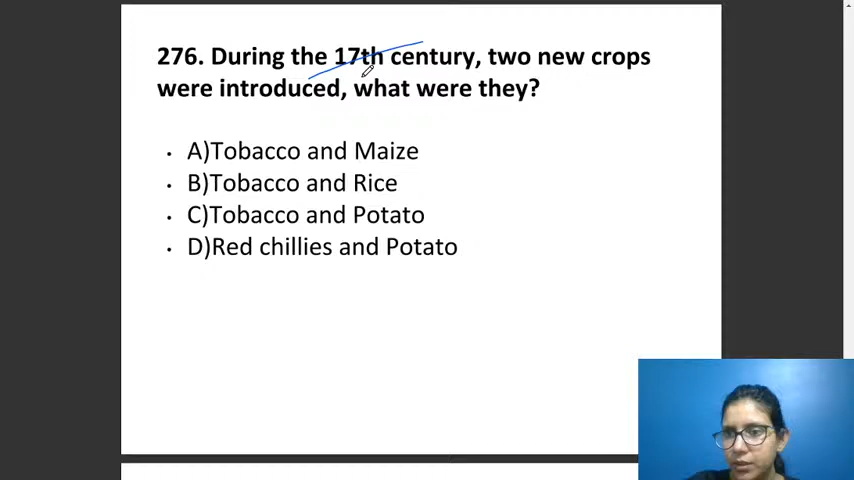 276. During the 17th century, two new crops
were introduced, what were they?
• A)Tobacco and Maize
• B)Tobacco and Rice
• C)Tobacco and Potato
• D)Red chillies and Potato